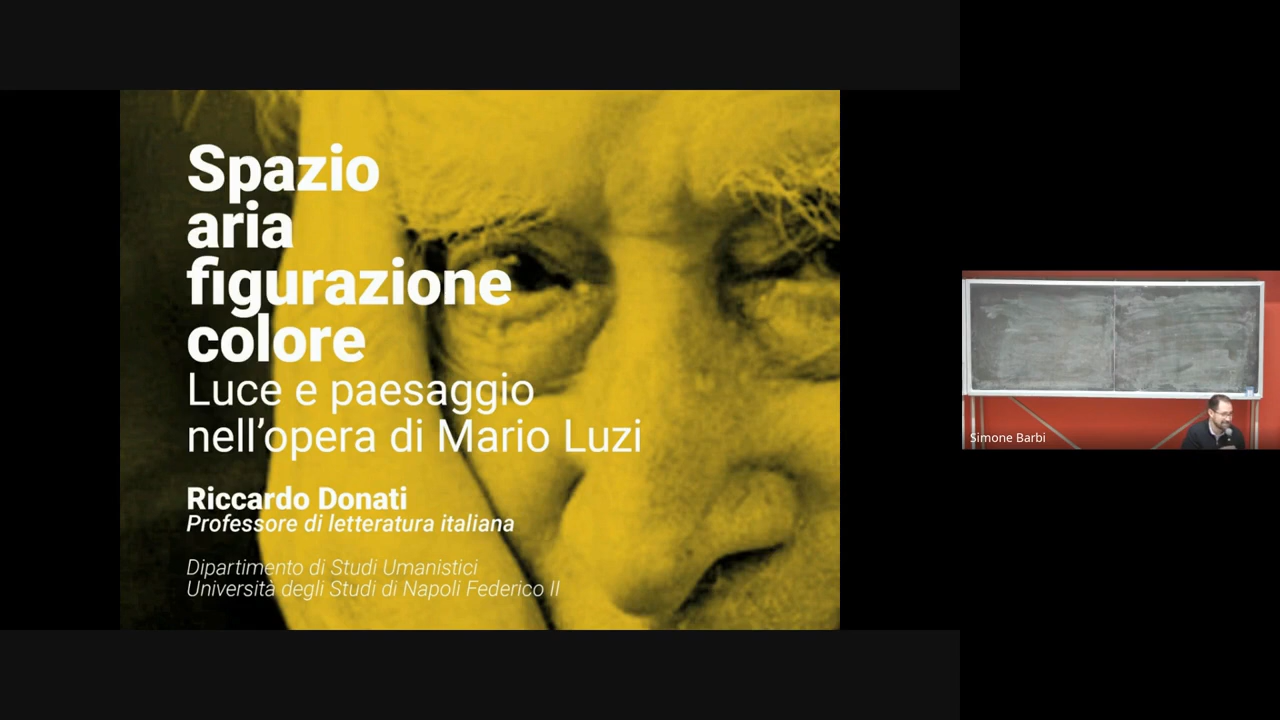 Spazio
aria
figurazione
colore
Luce e paesaggio
nell'opera di Mario Luzi
Riccardo Donati
Professore di letteratura italiana
Dipartimento di Studi Umanistici
Università degli Studi di Napoli Federico II
Simone Barbi